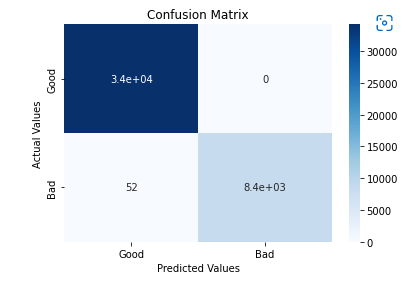 Confusion Matrix
Good
3.4e+04
0
Bad
52
8.4e+03
Actual Values
Good
Bad
Predicted Values
30000
25000
20000
15000
10000
5000
0